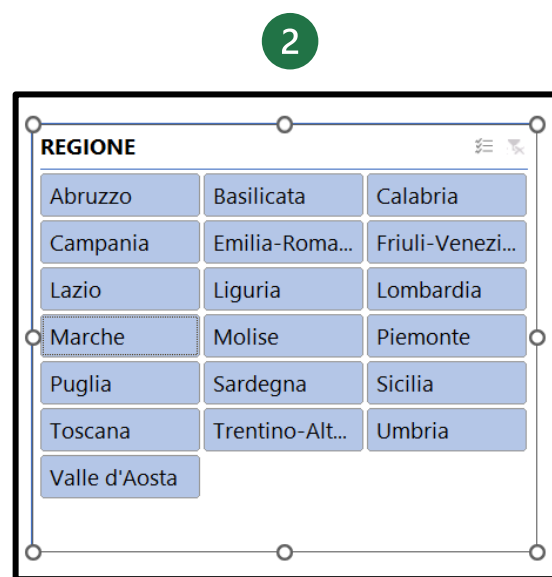 2
REGIONE
Abruzzo Basilicata Calabria
Campania Emilia-Roma... Friuli-Venezi...
Lazio Liguria Lombardia
Marche Molise Piemonte
Puglia Sardegna Sicilia
Toscana Trentino-Alt... Umbria
Valle d'Aosta